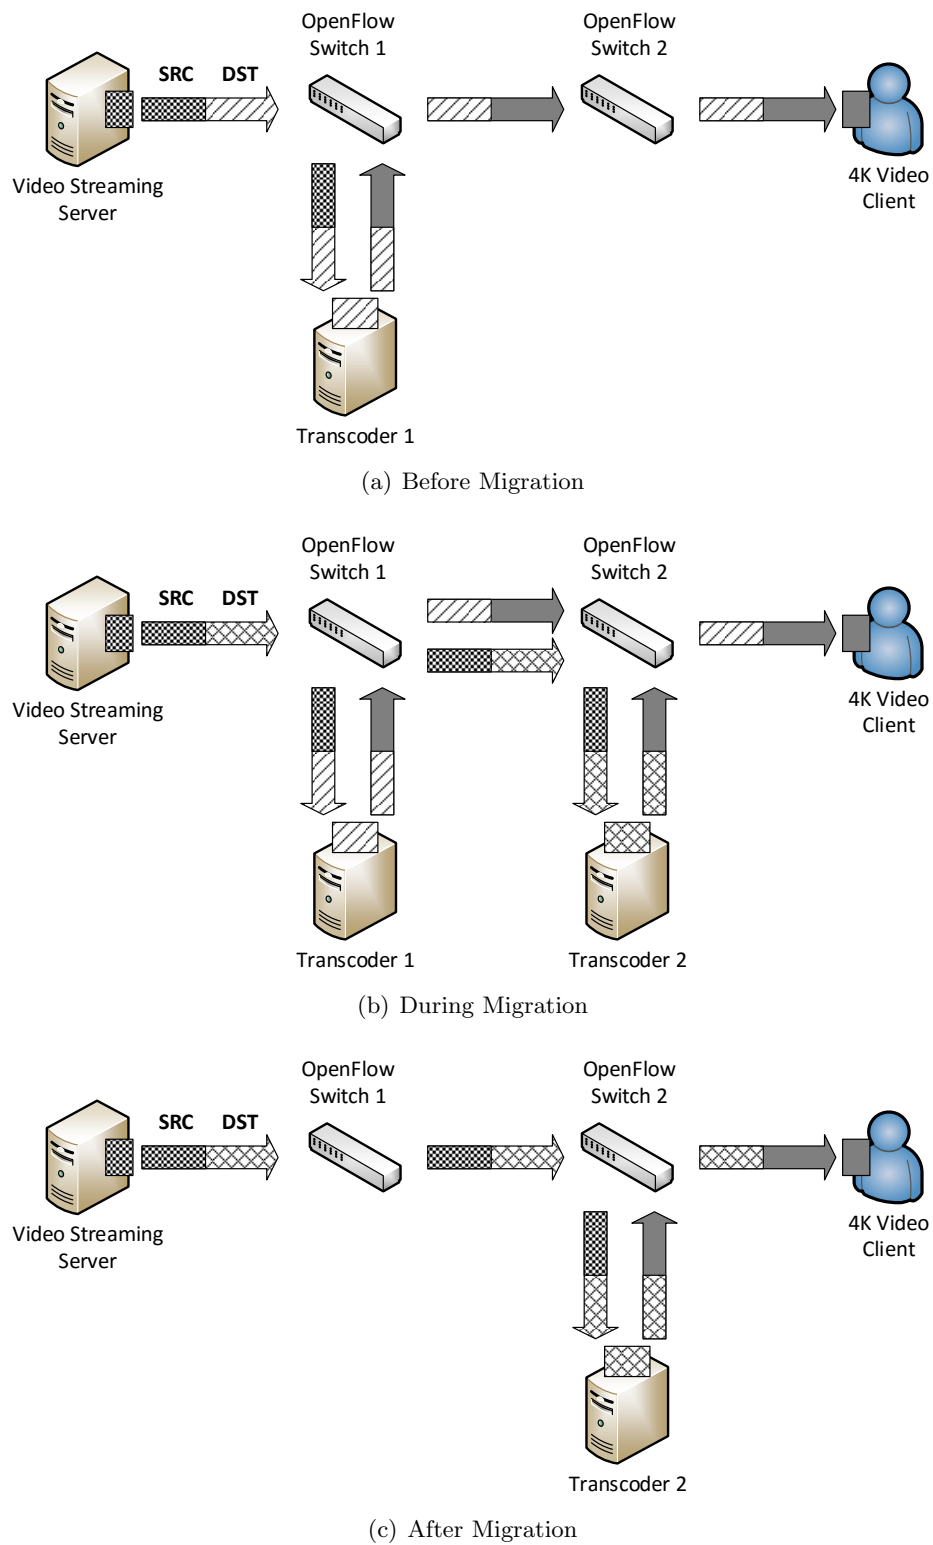 OpenFlow
Switch 1
OpenFlow
Switch 2
SRC
DST
Video Streaming
Server
4K Video
Client
Transcoder 1
(a) Before Migration
OpenFlow
Switch 1
OpenFlow
Switch 2
SRC
DST
Video Streaming
Server
4K Video
Client
Transcoder 1
Transcoder 2
(b) During Migration
OpenFlow
Switch 1
OpenFlow
Switch 2
SRC
DST
Video Streaming
Server
4K Video
Client
Transcoder 2
(c) After Migration